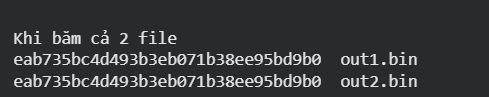 Khi băm cả 2 file
eab735bc4d493b3eb071b38ee95bd9b0  out1.bin
eab735bc4d493b3eb071b38ee95bd9b0  out2.bin